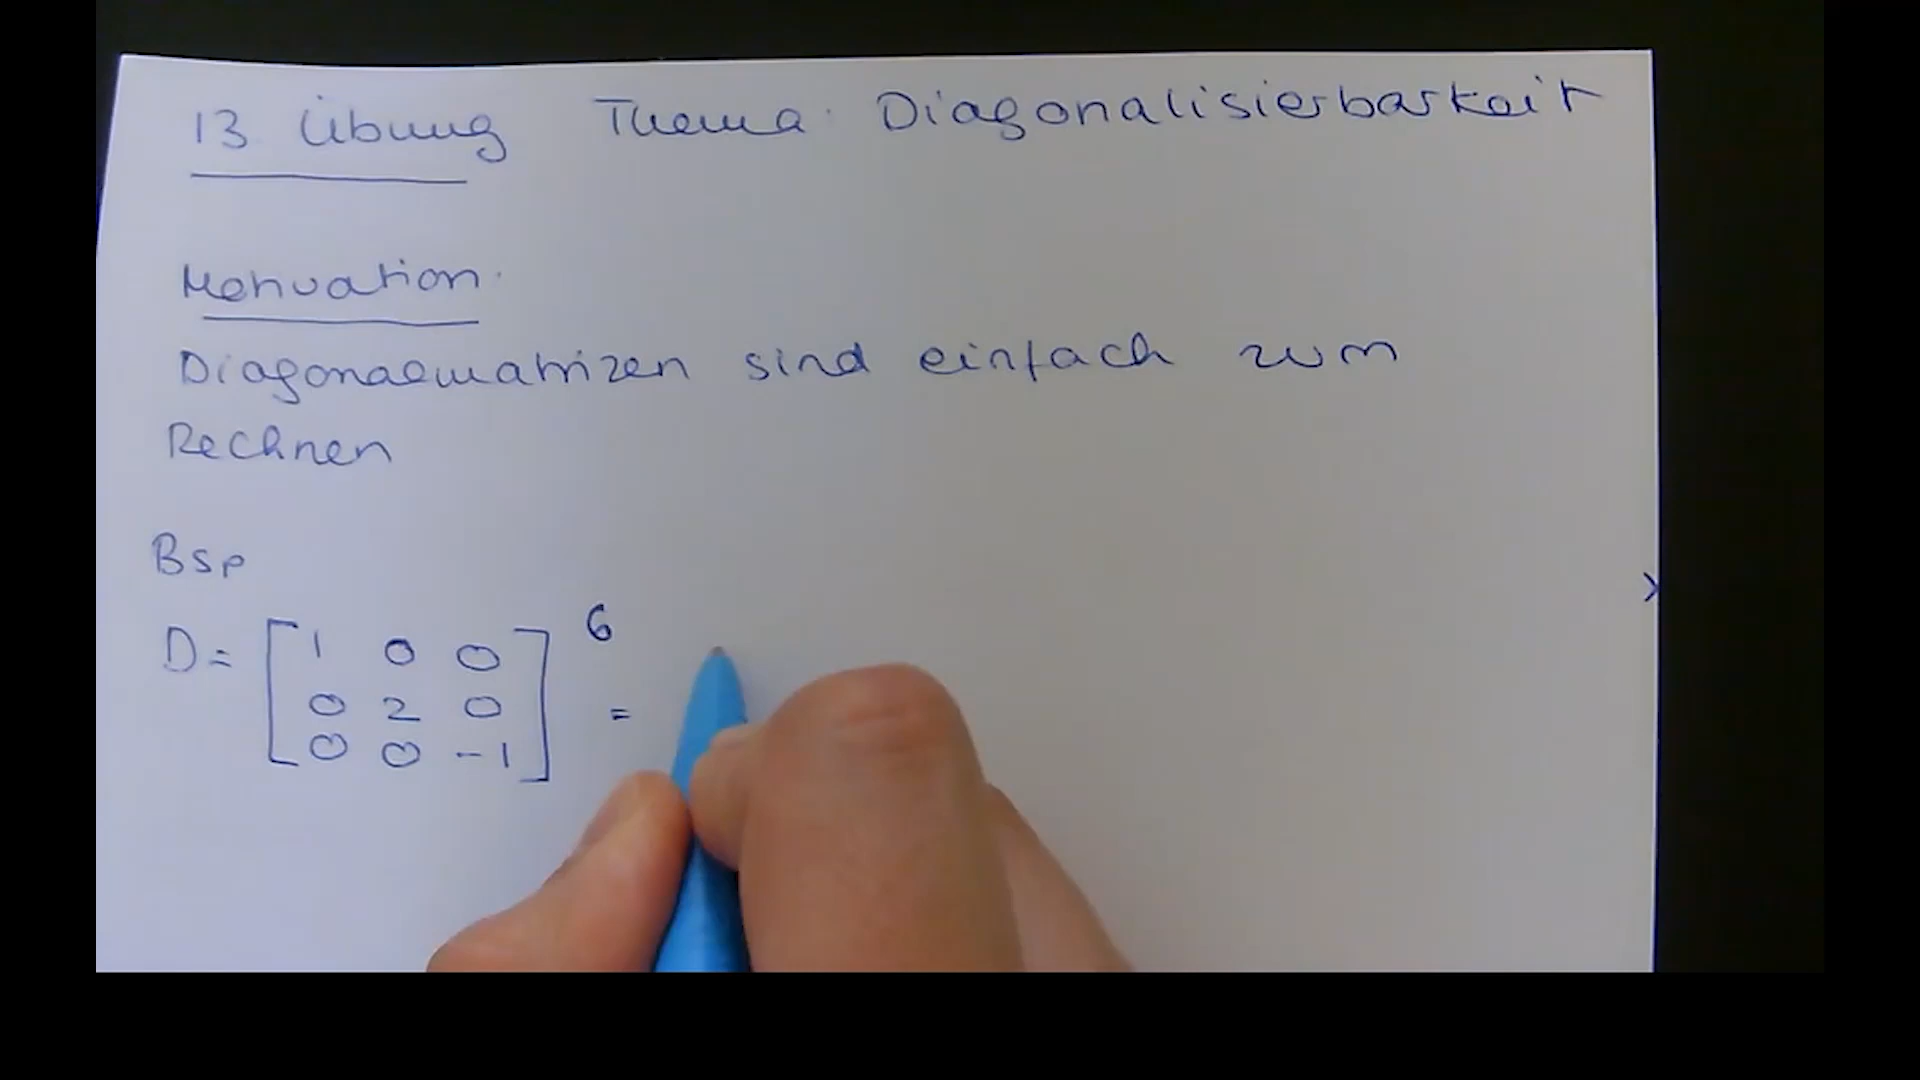 13 Übung Thema: Diagonalisierbarkeit
Motivation:
Diagonalmatrizen sind einfach zum
Rechnen
Bsp
D = [1 0 0
0 2 0
0 0 -1]^6 =